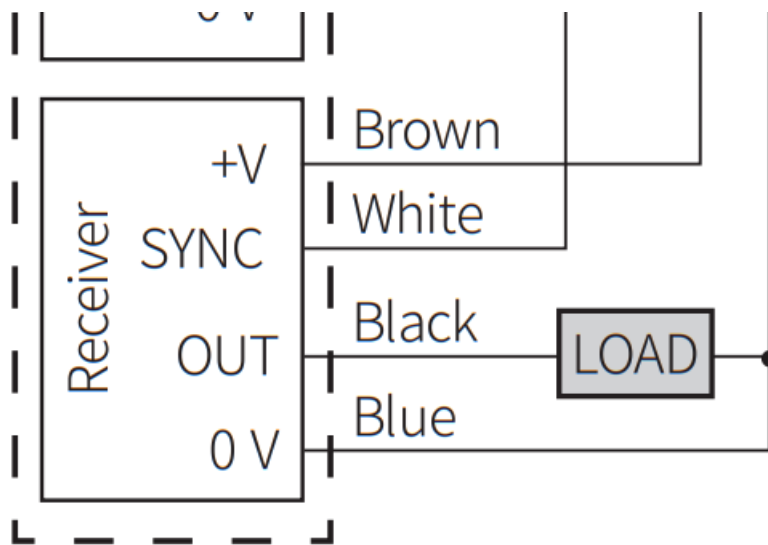 Brown
+V
White
Receiver
SYNC
Black
OUT
LOAD
Blue
0 V